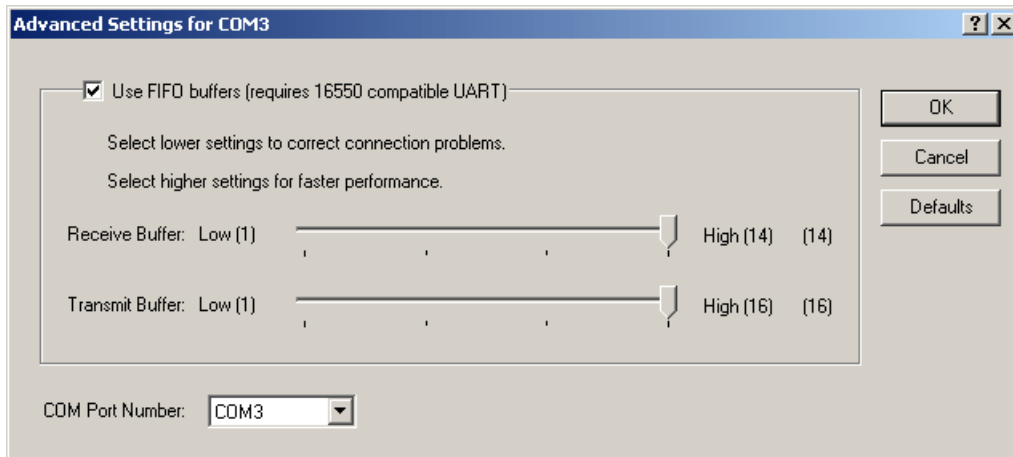 Advanced Settings for COM3
Use FIFO buffers (requires 16550 compatible UART)
OK
Select lower settings to correct connection problems.
Cancel
Select higher settings for faster performance.
Defaults
Receive Buffer: Low (1) High (14) (14)
Transmit Buffer: Low (1) High (16) (16)
COM Port Number: COM3